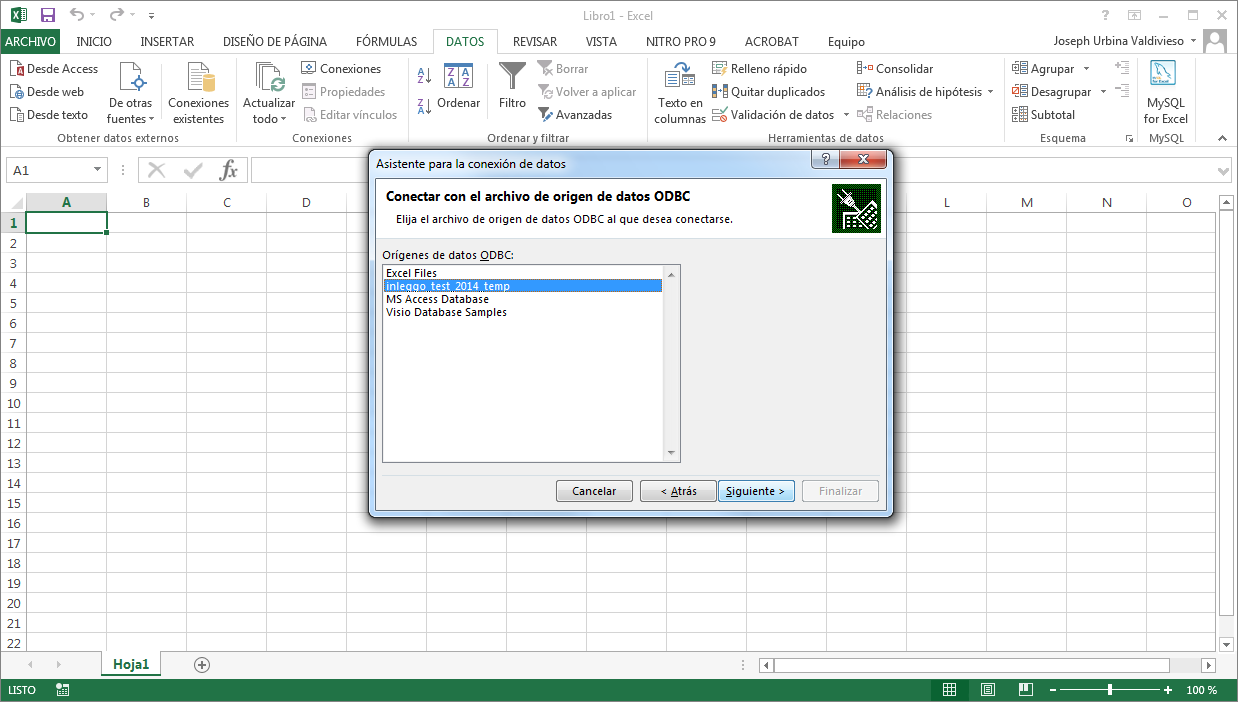 Libro1 - Excel
ARCHIVO INICIO INSERTAR DISEÑO DE PÁGINA FÓRMULAS DATOS REVISAR VISTA NITRO PRO 9 ACROBAT Equipo Joseph Urbina Valdivieso
Desde Access
Desde web
Desde texto
De otras
fuentes
Conexiones
existentes
Obtener datos externos
Actualizar
todo
Conexiones
Propiedades
Editar vínculos
Conexiones
Ordenar
Filtro
Borrar
Volver a aplicar
Avanzadas
Ordenar y filtrar
Texto en
columnas
Relleno rápido
Quitar duplicados
Validación de datos
Consolidar
Análisis de hipótesis
Relaciones
Herramientas de datos
Agrupar
Desagrupar
Subtotal
Esquema
MySQL
for Excel
MySQL
A1
fx
A B C D L M N O
1
2
3
4
5
6
7
8
9
10
11
12
13
14
15
16
17
18
19
20
21
22
Asistente para la conexión de datos
Conectar con el archivo de origen de datos ODBC
Elija el archivo de origen de datos ODBC al que desea conectarse.
Orígenes de datos ODBC:
Excel Files
inleggo_test_2014_temp
MS Access Database
Visio Database Samples
Cancelar < Atrás Siguiente > Finalizar
Hoja1
LISTO 100 %